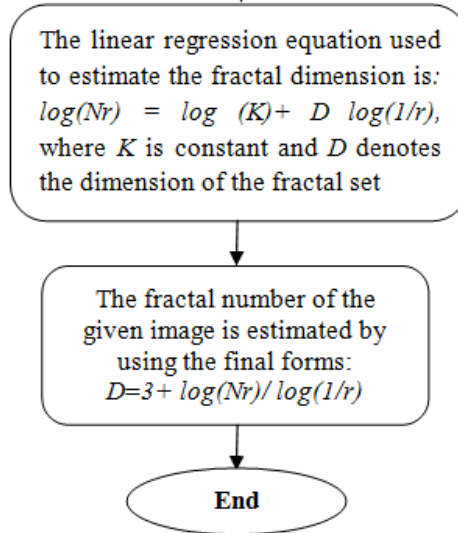 The linear regression equation used
to estimate the fractal dimension is:
log(Nr) = log (K)+ D log(1/r),
where K is constant and D denotes
the dimension of the fractal set
The fractal number of the
given image is estimated by
using the final forms:
D=3+ log(Nr)/ log(1/r)
End